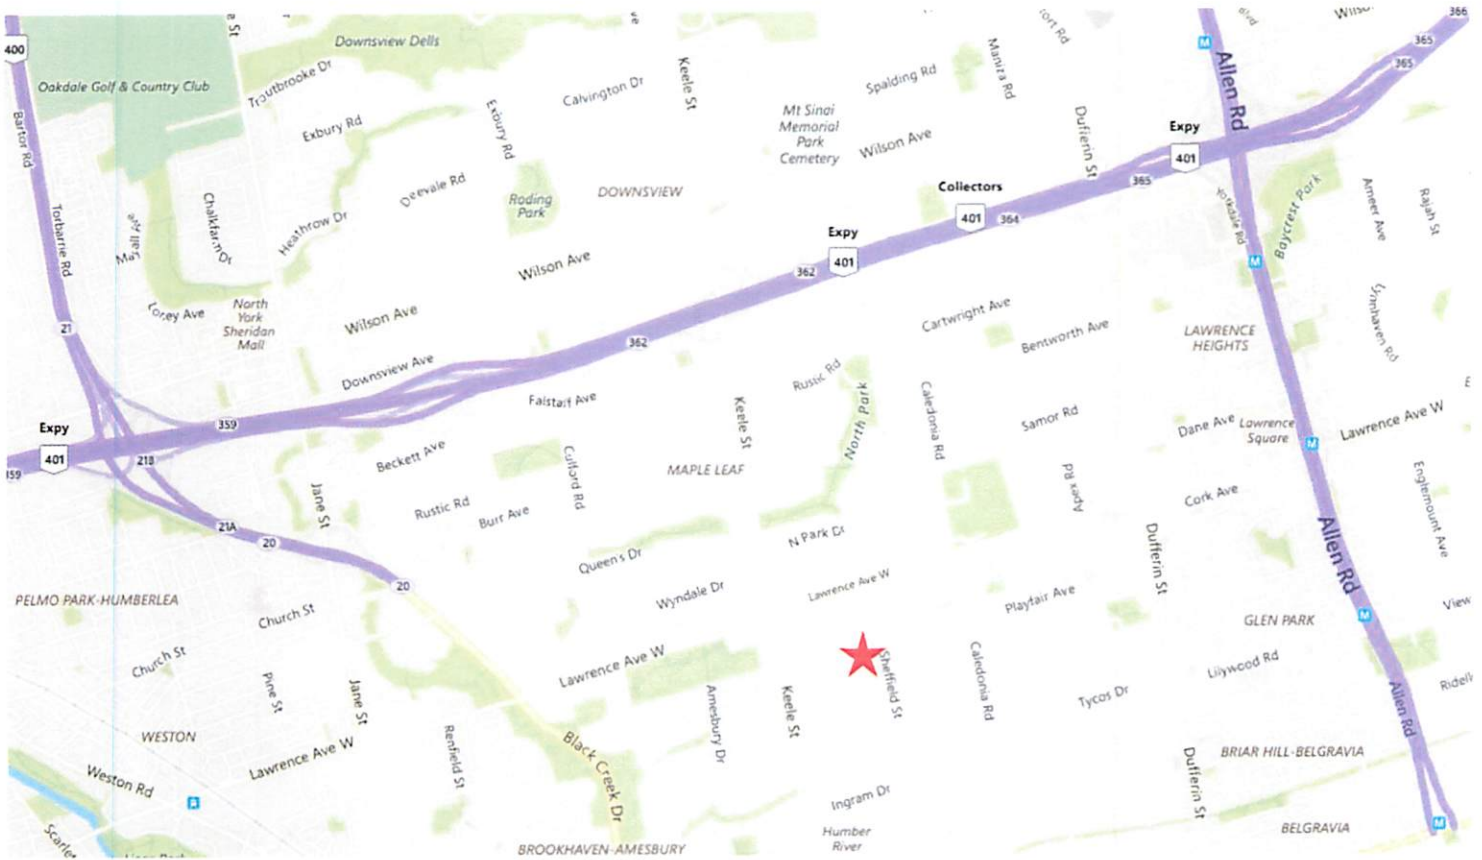 400
Oakdale Golf & Country Club
Bartor Rd
Torbarrie Rd
21
Expy
401
21B
21A
20
20
359
e St
Downsview Dells
Troutbrooke Dr
Exbury Rd
Exbury Rd
Calvington Dr
Keele St
Spalding Rd
Maniza Rd
ort Rd
Mt Sinai
Memorial
Park
Cemetery
Wilson Ave
Dufferin St
Allen Rd
366
365
365
Expy
401
365
Collectors
401
364
Expy
401
362
362
Chalkfarm Dr
Heathrow Dr
Deevale Rd
Roding
Park
DOWNSVIEW
Wilson Ave
Wilson Ave
Downsview Ave
North
York
Sheridan
Mall
Yorkdale Rd
Baycrest Park
Ameer Ave
Rajah St
Cartwright Ave
Bentworth Ave
LAWRENCE
HEIGHTS
Falstaff Ave
Rustic Rd
North Park
Caledonia Rd
Samor Rd
Dane Ave
Lawrence
Square
Lawrence Ave W
Englemount Ave
Beckett Ave
Culford Rd
Keele St
MAPLE LEAF
Apex Rd
Cork Ave
Jane St
Rustic Rd
Burr Ave
Queen's Dr
N Park Dr
Dufferin St
Allen Rd
PELMO PARK-HUMBERLEA
Church St
Wyndale Dr
Lawrence Ave W
Playfair Ave
GLEN PARK
View
Church St
Pine St
Jane St
Lawrence Ave W
Amesbury Dr
Keele St
Sheffield St
Caledonia Rd
Tycos Dr
Lilywood Rd
Allen Rd
WESTON
Weston Rd
Lawrence Ave W
Renfield St
Black Creek Dr
Ingram Dr
Humber
River
Dufferin St
BRIAR HILL-BELGRAVIA
BELGRAVIA
BROOKHAVEN-AMESBURY